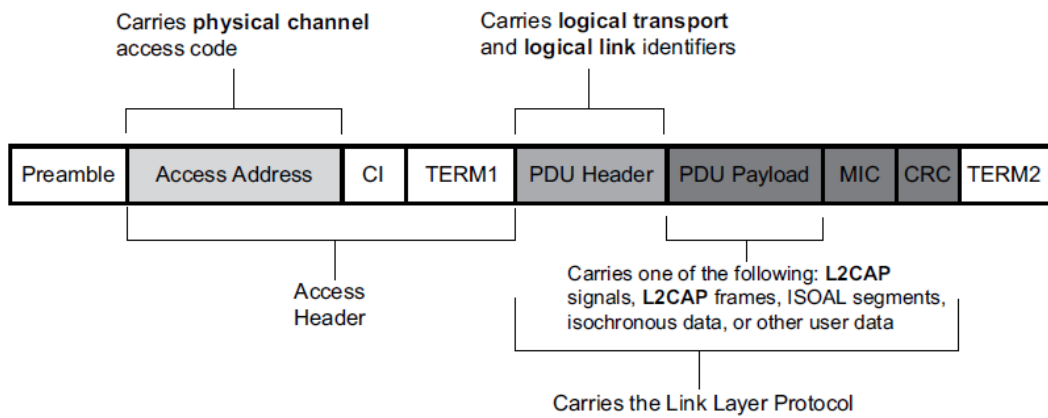 Carries physical channel
access code
Carries logical transport
and logical link identifiers
Preamble Access Address CI TERM1 PDU Header PDU Payload MIC CRC TERM2
Access
Header
Carries one of the following: L2CAP
signals, L2CAP frames, ISOAL segments,
isochronous data, or other user data
Carries the Link Layer Protocol